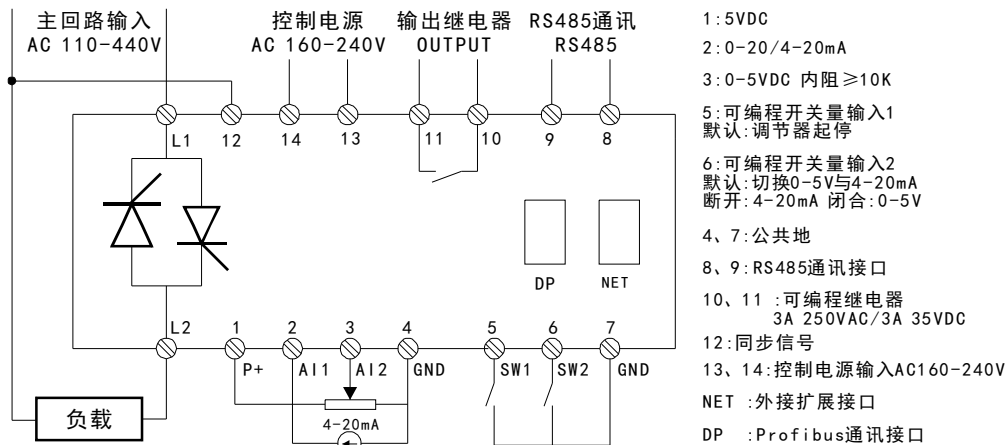 主回路输入
AC 110-440V
控制电源
AC 160-240V
输出继电器
OUTPUT
RS485通讯
RS485
L1
12
14
13
11
10
9
8
DP
NET
L2
1
2
3
4
5
6
7
P+
AI1
AI2
GND
SW1
SW2
GND
4-20mA
负载
1:5VDC
2:0-20/4-20mA
3:0-5VDC 内阻≥10K
5:可编程开关量输入1
默认:调节器起停
6:可编程开关量输入2
默认:切换0-5V与4-20mA
断开:4-20mA 闭合:0-5V
4、7:公共地
8、9:RS485通讯接口
10、11 :可编程继电器
3A 250VAC/3A 35VDC
12:同步信号
13、14:控制电源输入AC160-240V
NET :外接扩展接口
DP :Profibus通讯接口